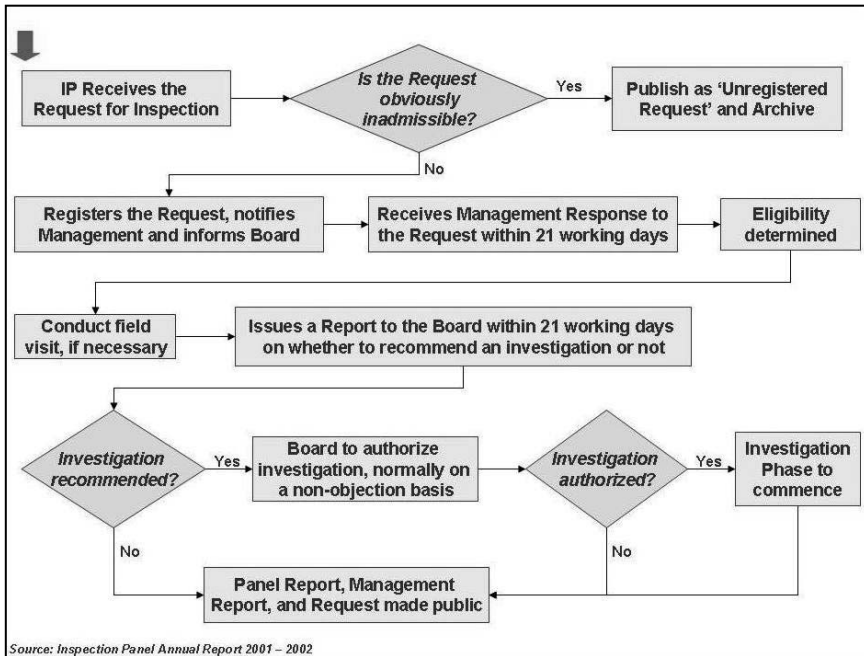 IP Receives the
Request for Inspection
Is the Request
obviously
inadmissible?
Yes
Publish as ‘Unregistered
Request’ and Archive
No
Registers the Request, notifies
Management and informs Board
Receives Management Response to
the Request within 21 working days
Eligibility
determined
Conduct field
visit, if necessary
Issues a Report to the Board within 21 working days
on whether to recommend an investigation or not
Investigation
recommended?
Yes
Board to authorize
investigation, normally on
a non-objection basis
Investigation
authorized?
Yes
Investigation
Phase to
commence
No
No
Panel Report, Management
Report, and Request made public
Source: Inspection Panel Annual Report 2001 – 2002